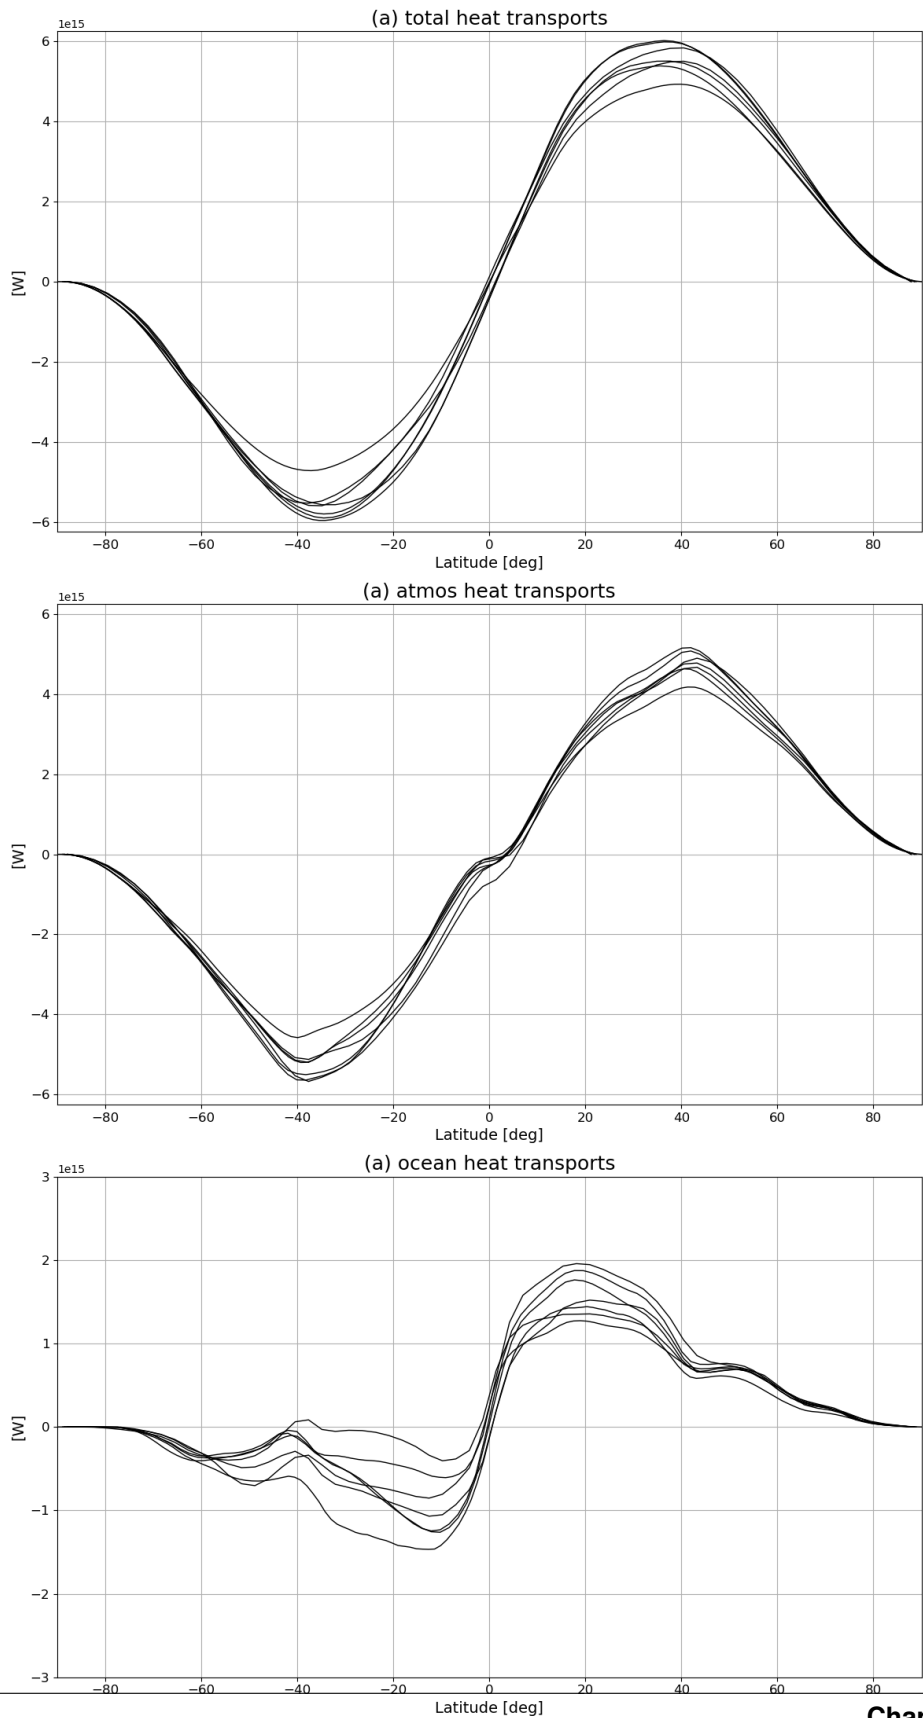 (a) total heat transports
1e15
6
4
2
0
−2
−4
−6
[W]
−80 −60 −40 −20 0 20 40 60 80
Latitude [deg]
(a) atmos heat transports
1e15
6
4
2
0
−2
−4
−6
[W]
−80 −60 −40 −20 0 20 40 60 80
Latitude [deg]
(a) ocean heat transports
1e15
3
2
1
0
−1
−2
−3
[W]
−80 −60 −40 −20 0 20 40 60 80
Latitude [deg]